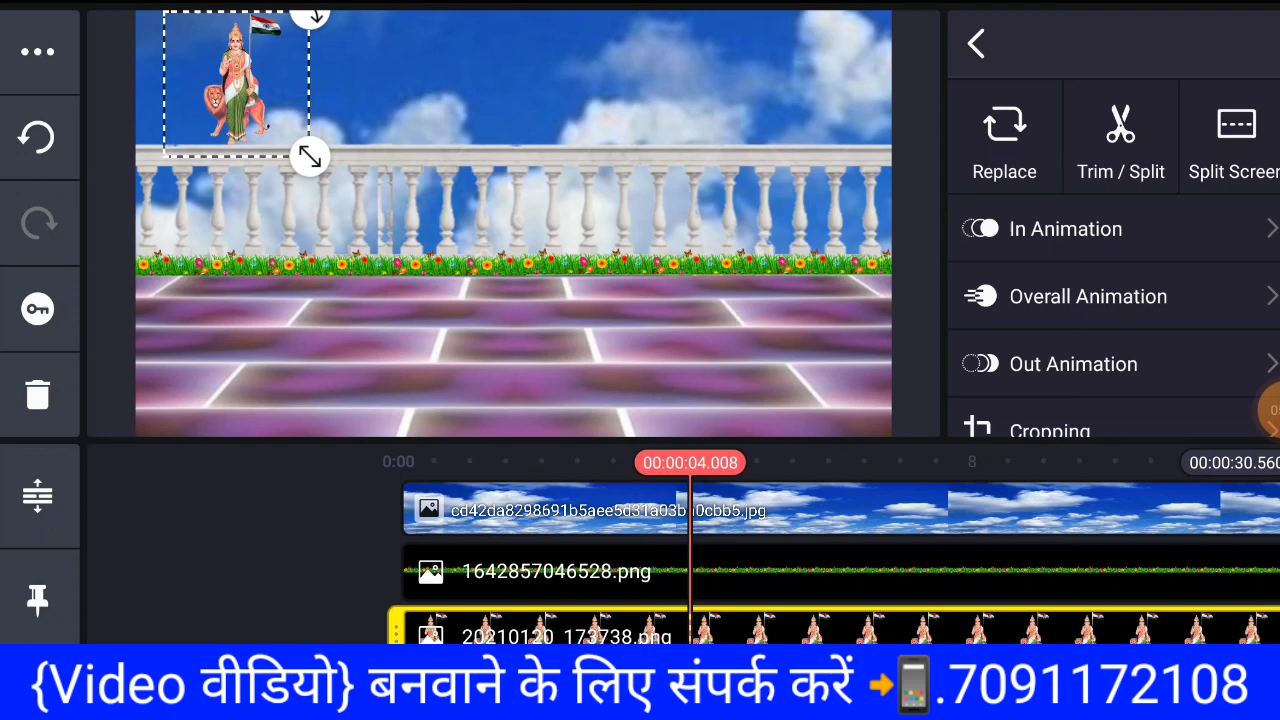 Replace
Trim / Split
Split Screen
In Animation
Overall Animation
Out Animation
Cropping
0:00
00:00:04.008
8
00:00:30.560
1642857046528.png
20210120_173738.png
{Video वीडियो} बनवाने के लिए संपर्क करें .7091172108